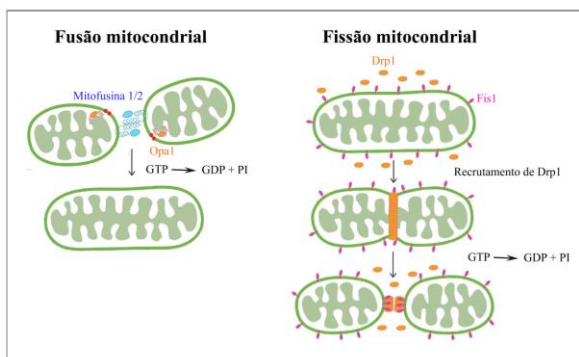 Fusão mitocondrial
Mitofusina 1/2
Opa1
GTP → GDP + PI
Fissão mitocondrial
Drp1
Fis1
Recrutamento de Drp1
GTP → GDP + PI